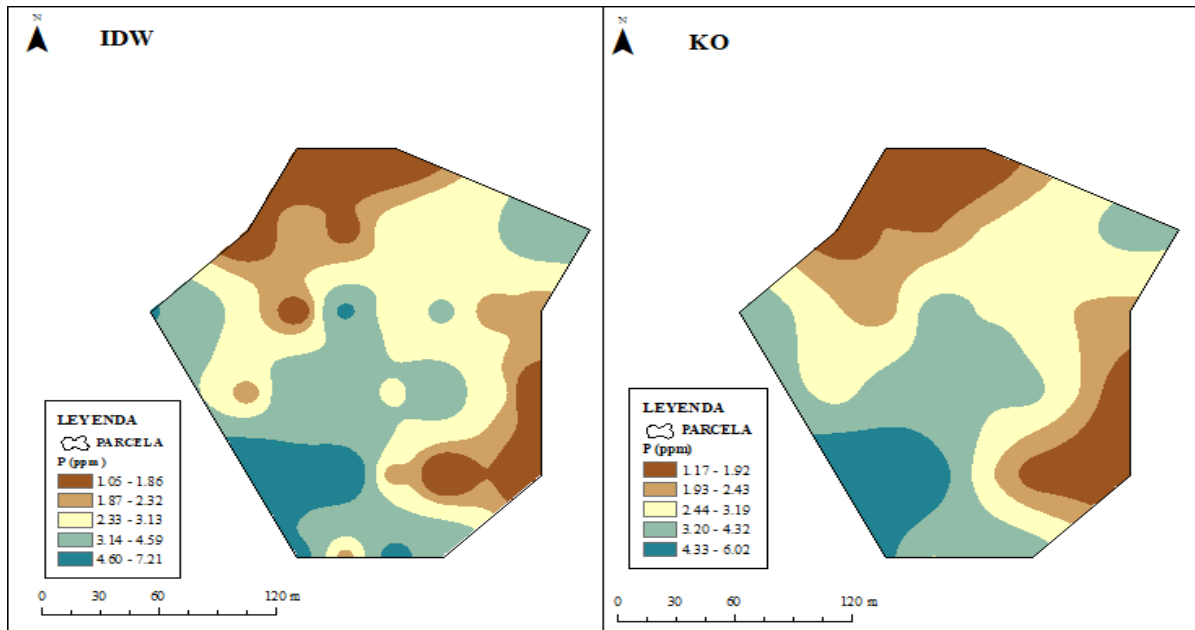 N
IDW
LEYENDA
PARCELA
P (ppm)
1.05 - 1.86
1.87 - 2.32
2.33 - 3.13
3.14 - 4.59
4.60 - 7.21
0 30 60 120 m
N
KO
LEYENDA
PARCELA
P (ppm)
1.17 - 1.92
1.93 - 2.43
2.44 - 3.19
3.20 - 4.32
4.33 - 6.02
0 30 60 120 m